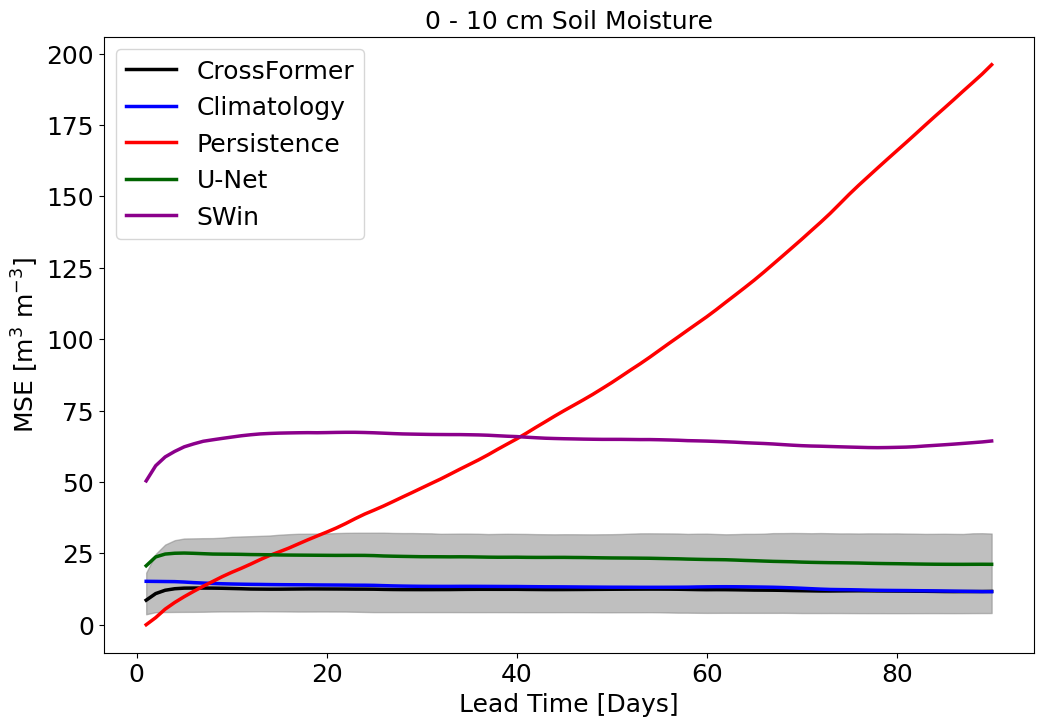 0 - 10 cm Soil Moisture
CrossFormer
Climatology
Persistence
U-Net
SWin
MSE [m³ m⁻³]
200
175
150
125
100
75
50
25
0
0 20 40 60 80
Lead Time [Days]